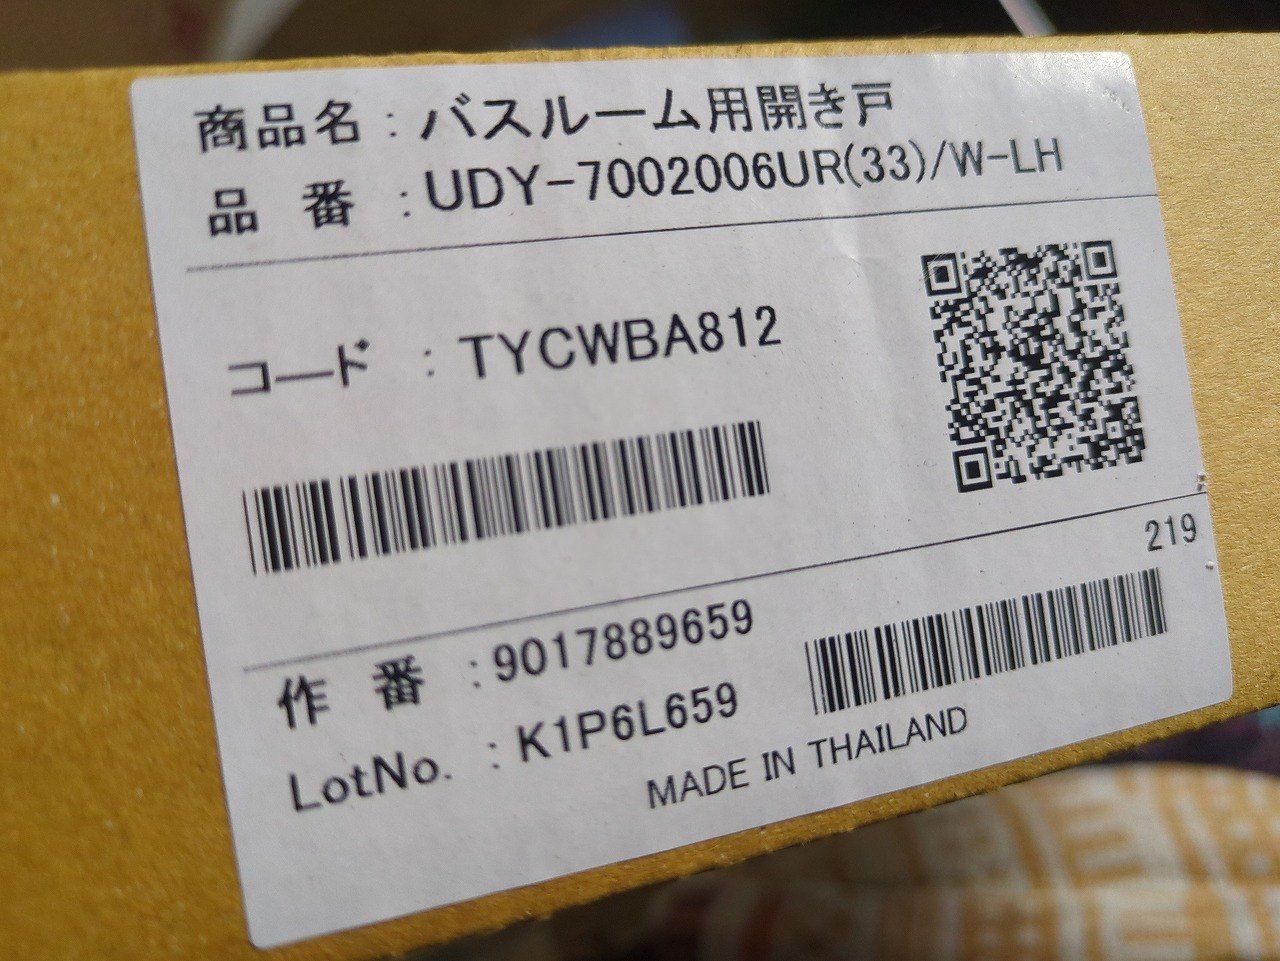 商品名：バスルーム用開き戸
品　番：UDY-7002006UR(33)/W-LH
コード　：TYCWBA812
219
作　番　：9017889659
LotNo.　：K1P6L659
MADE IN THAILAND